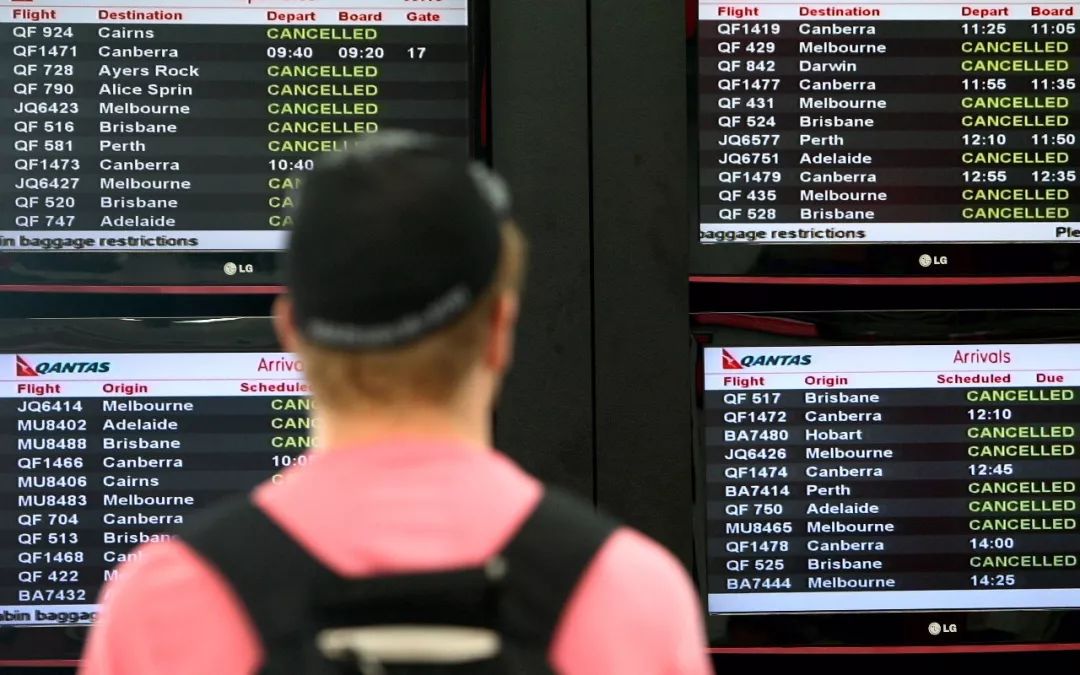 Flight Destination Depart Board Gate
QF 924 Cairns CANCELLED
QF1471 Canberra 09:40 09:20 17
QF 728 Ayers Rock CANCELLED
QF 790 Alice Sprin CANCELLED
JQ6423 Melbourne CANCELLED
QF 516 Brisbane CANCELLED
QF 581 Perth
QF1473 Canberra 10:40
JQ6427 Melbourne
QF 520 Brisbane
QF 747 Adelaide
baggage restrictions
LG
Flight Destination Depart Board
QF1419 Canberra 11:25 11:05
QF 429 Melbourne CANCELLED
QF 842 Darwin CANCELLED
QF1477 Canberra 11:55 11:35
QF 431 Melbourne CANCELLED
QF 524 Brisbane CANCELLED
JQ6577 Perth 12:10 11:50
JQ6751 Adelaide CANCELLED
QF1479 Canberra 12:55 12:35
QF 435 Melbourne CANCELLED
QF 528 Brisbane CANCELLED
baggage restrictions Ple
LG
QANTAS
Flight Origin
JQ6414 Melbourne
MU8402 Adelaide
MU8488 Brisbane
QF1466 Canberra
MU8406 Cairns
MU8483 Melbourne
QF 704 Canberra
QF 513
QF1468
QF 422
BA7432
QANTAS Arrivals
Flight Origin Scheduled Due
QF 517 Brisbane CANCELLED
QF1472 Canberra 12:10
BA7480 Hobart CANCELLED
JQ6426 Melbourne CANCELLED
QF1474 Canberra 12:45
BA7414 Perth CANCELLED
QF 750 Adelaide CANCELLED
MU8465 Melbourne CANCELLED
QF1478 Canberra 14:00
QF 525 Brisbane CANCELLED
BA7444 Melbourne 14:25
LG